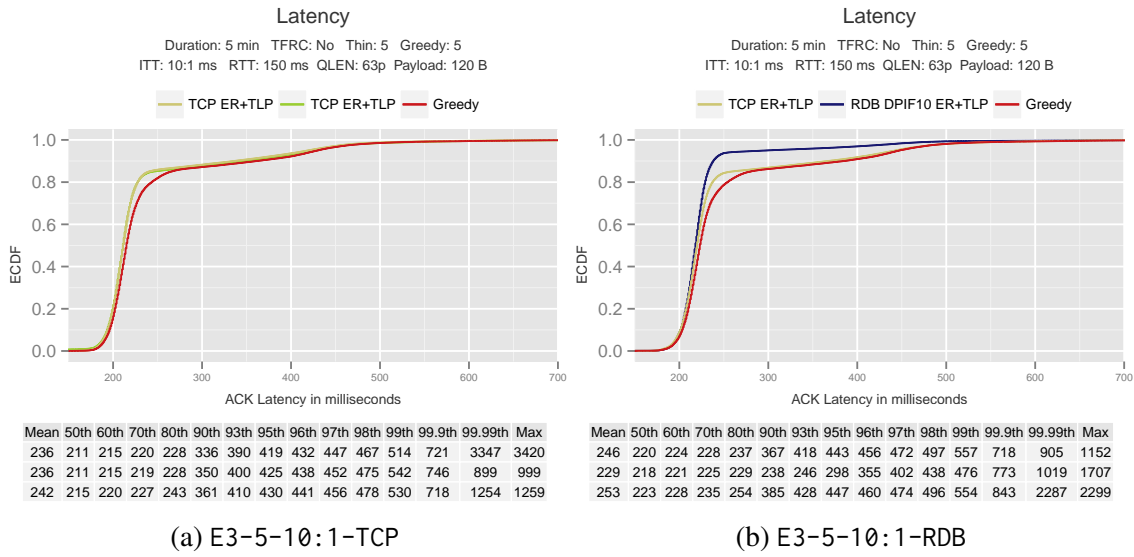 Latency
Duration: 5 min TFRC: No Thin: 5 Greedy: 5
ITT: 10:1 ms RTT: 150 ms QLEN: 63p Payload: 120 B
TCP ER+TLP TCP ER+TLP Greedy
1.0
0.8
0.6
0.4
0.2
0.0
ECDF
200 300 400 500 600 700
ACK Latency in milliseconds
Mean 50th 60th 70th 80th 90th 93th 95th 96th 97th 98th 99th 99.9th 99.99th Max
236 211 215 220 228 336 390 419 432 447 467 514 721 3347 3420
236 211 215 219 228 350 400 425 438 452 475 542 746 899 999
242 215 220 227 243 361 410 430 441 456 478 530 718 1254 1259
(a) E3-5-10:1-TCP
Latency
Duration: 5 min TFRC: No Thin: 5 Greedy: 5
ITT: 10:1 ms RTT: 150 ms QLEN: 63p Payload: 120 B
TCP ER+TLP RDB DPIF10 ER+TLP Greedy
1.0
0.8
0.6
0.4
0.2
0.0
ECDF
200 300 400 500 600 700
ACK Latency in milliseconds
Mean 50th 60th 70th 80th 90th 93th 95th 96th 97th 98th 99th 99.9th 99.99th Max
246 220 224 228 237 367 418 443 456 472 497 557 718 905 1152
229 218 221 225 229 238 246 298 355 402 438 476 773 1019 1707
253 223 228 235 254 385 428 447 460 474 496 554 843 2287 2299
(b) E3-5-10:1-RDB